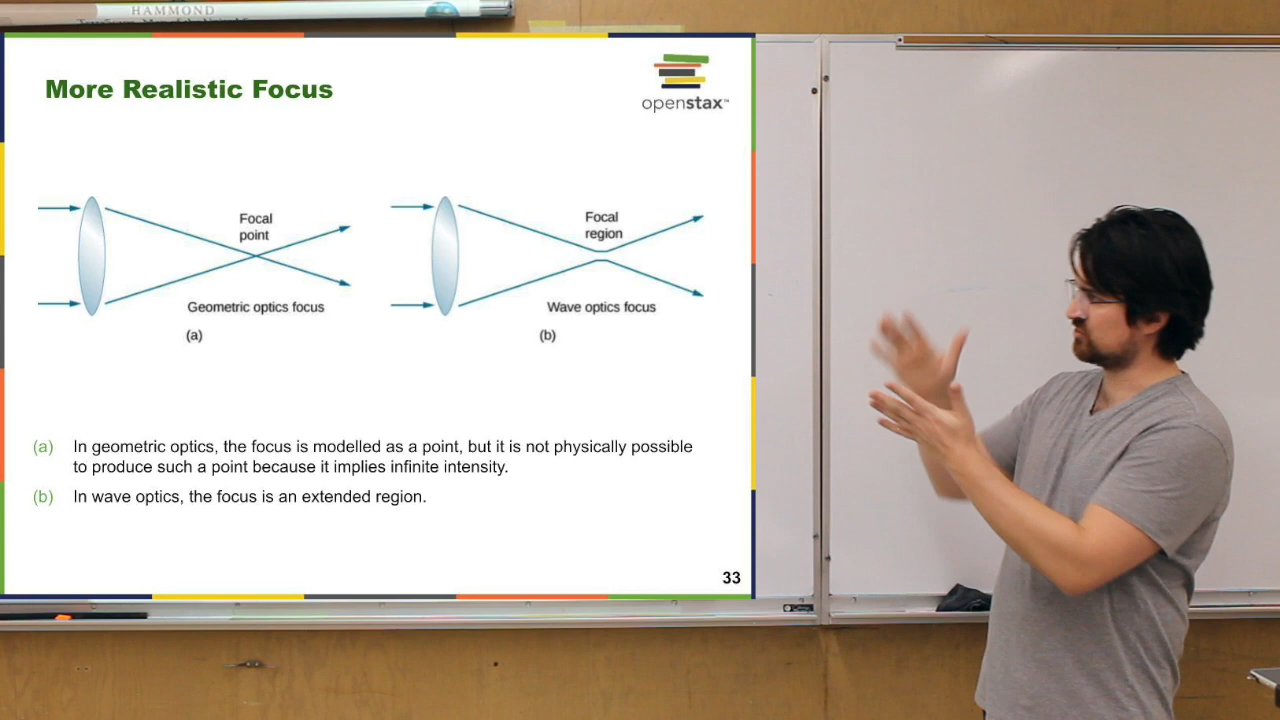 HAMMOND
More Realistic Focus
openstax™
Focal
point
Geometric optics focus
(a)
Focal
region
Wave optics focus
(b)
(a) In geometric optics, the focus is modelled as a point, but it is not physically possible
to produce such a point because it implies infinite intensity.
(b) In wave optics, the focus is an extended region.
33